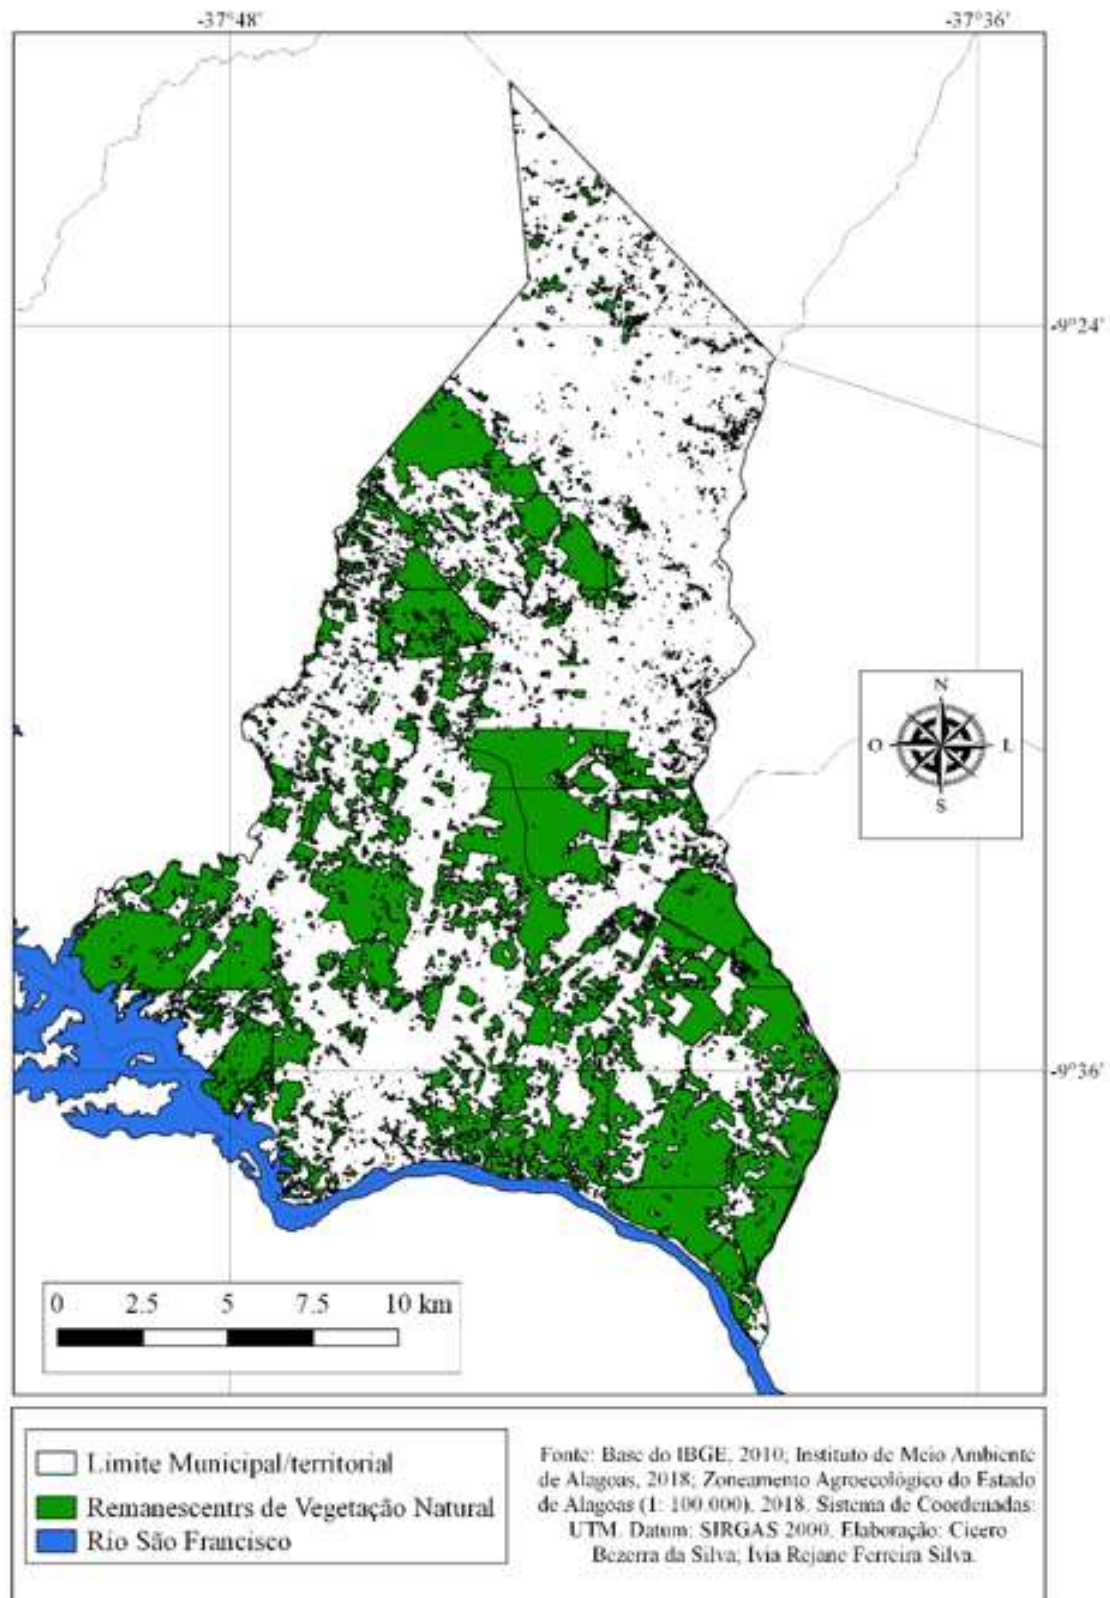 -37°48'
-37°36'
-9°24'
N
O
L
S
-9°36'
0 2.5 5 7.5 10 km
Limite Municipal/territorial
Remanescentrs de Vegetação Natural
Rio São Francisco
Fonte: Base do IBGE, 2010; Instituto de Meio Ambiente
de Alagoas, 2018; Zoneamento Agroecológico do Estado
de Alagoas (1: 100.000), 2018. Sistema de Coordenadas:
UTM. Datum: SIRGAS 2000. Elaboração: Cicero
Bezerra da Silva; Ivia Rejane Ferreira Silva.